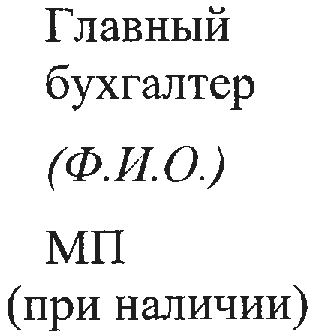 Главный
бухгалтер
(Ф.И.О.)
МП
(при наличии)